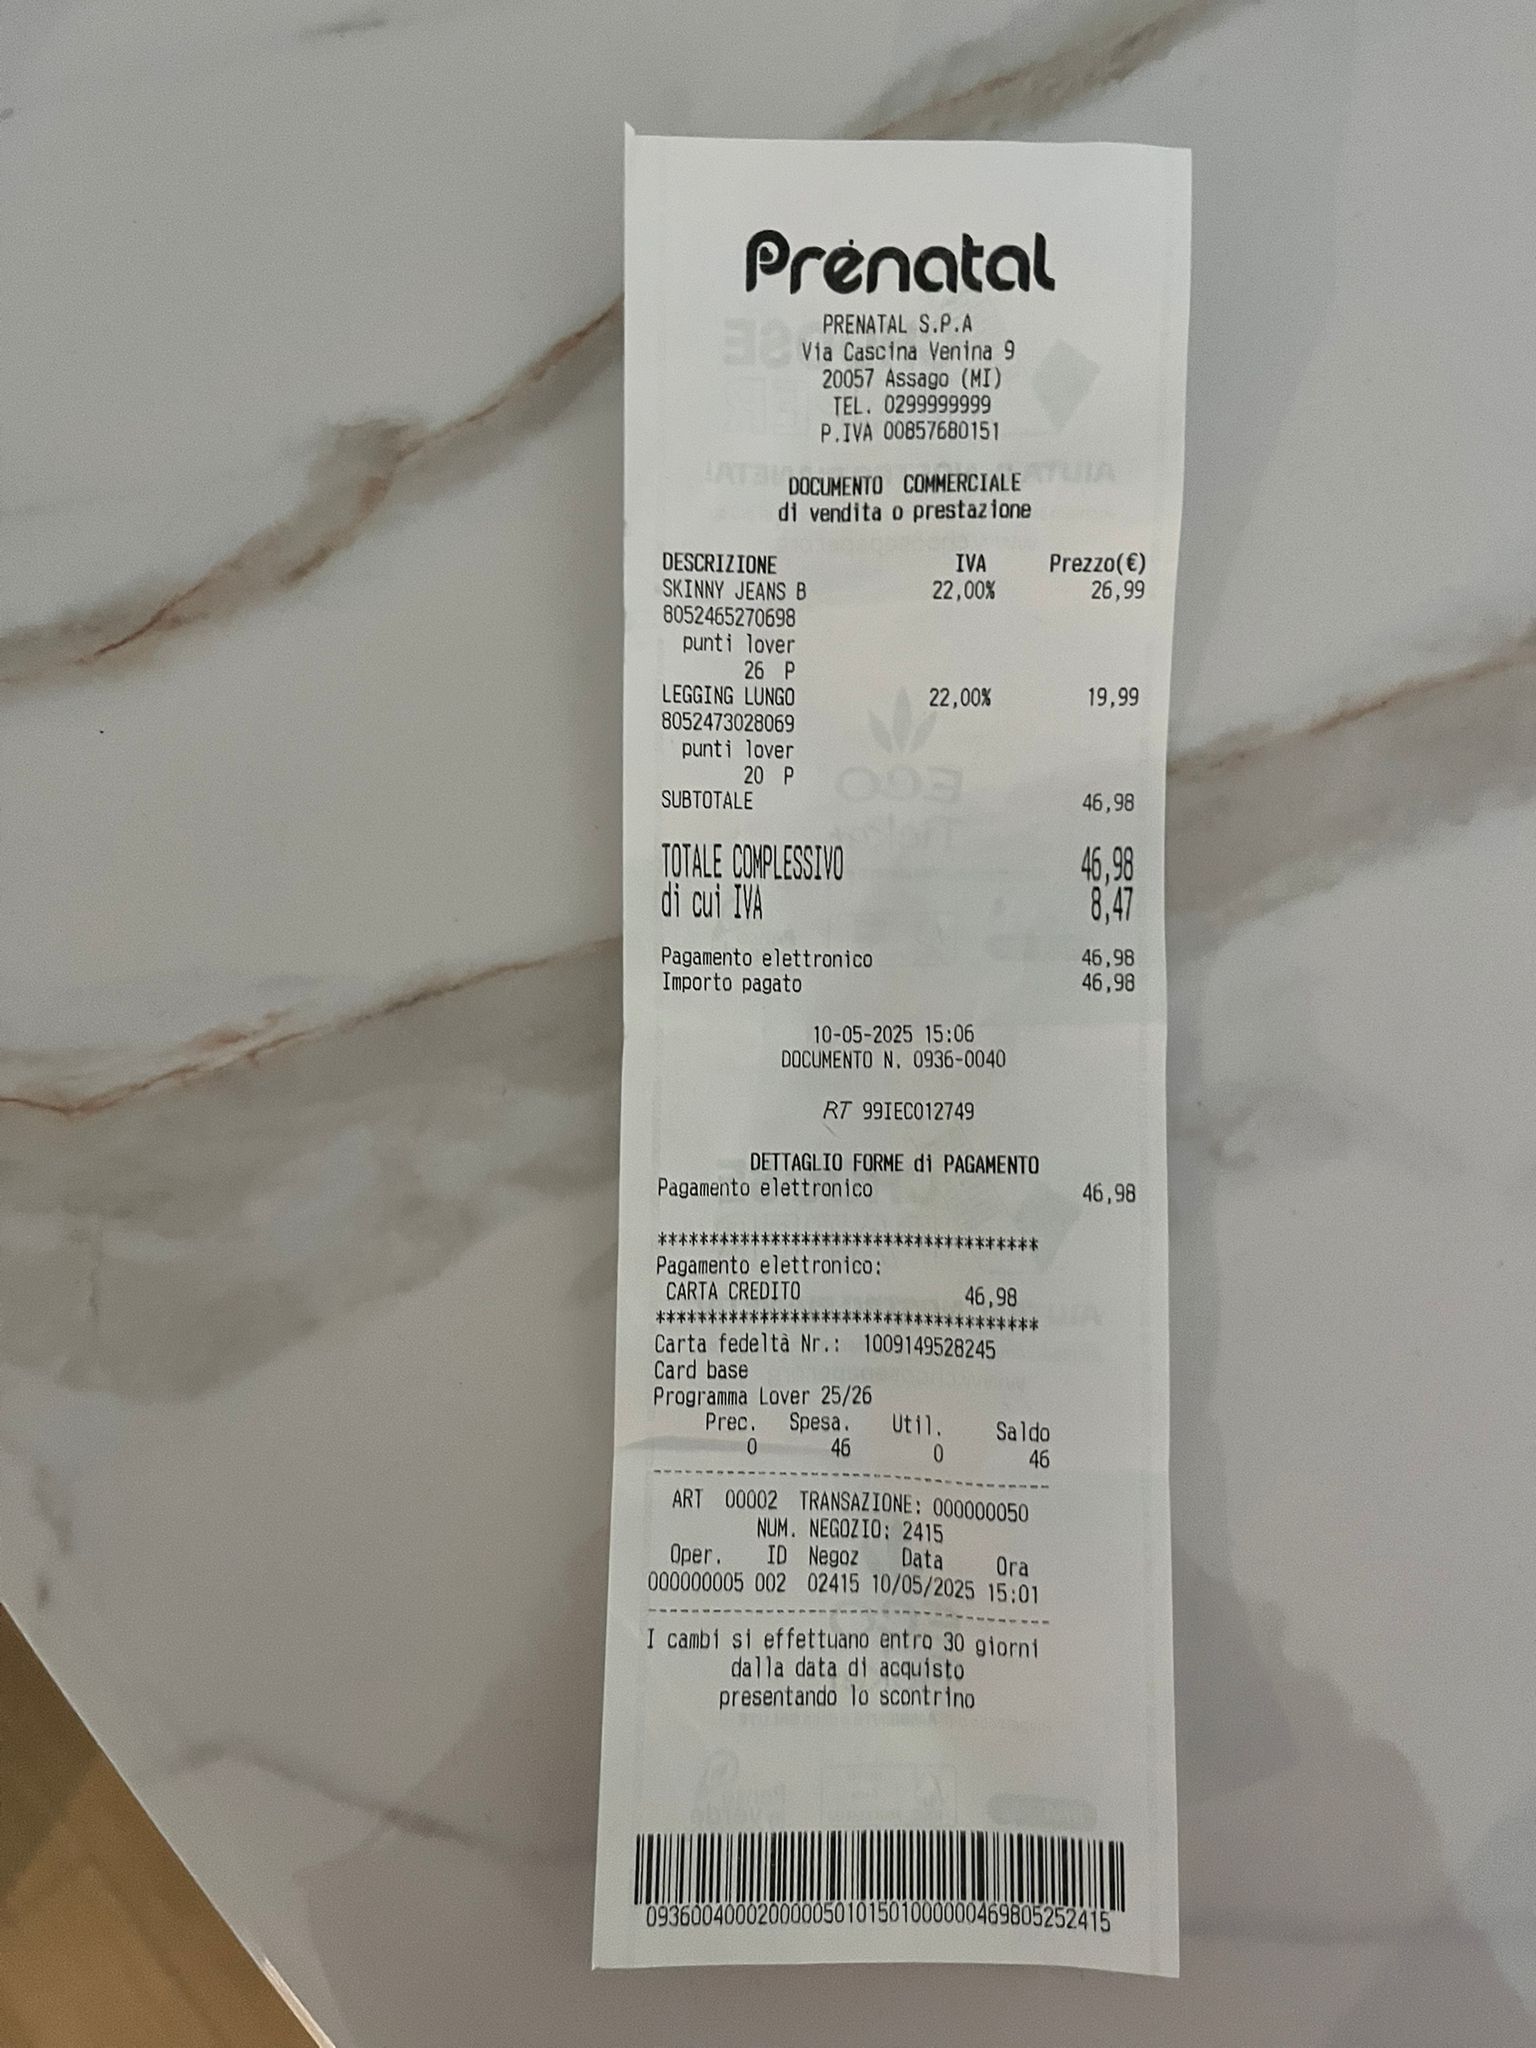 Prénatal
PRENATAL S.P.A
Via Cascina Venina 9
20057 Assago (MI)
TEL. 0299999999
P.IVA 00857680151
DOCUMENTO COMMERCIALE
di vendita o prestazione
DESCRIZIONE IVA Prezzo(€)
SKINNY JEANS B 22,00% 26,99
8052465270698
punti lover
26 P
LEGGING LUNGO 22,00% 19,99
8052473028069
punti lover
20 P
SUBTOTALE 46,98
TOTALE COMPLESSIVO 46,98
di cui IVA 8,47
Pagamento elettronico 46,98
Importo pagato 46,98
10-05-2025 15:06
DOCUMENTO N. 0936-0040
RT 99IEC012749
DETTAGLIO FORME di PAGAMENTO
Pagamento elettronico 46,98
*************************************
Pagamento elettronico:
CARTA CREDITO 46,98
*************************************
Carta fedeltà Nr.: 1009149528245
Card base
Programma Lover 25/26
Prec. Spesa. Util. Saldo
0 46 0 46
--------------------------------------
ART 00002 TRANSAZIONE: 000000050
NUM. NEGOZIO: 2415
Oper. ID Negoz Data Ora
000000005 002 02415 10/05/2025 15:01
--------------------------------------
I cambi si effettuano entro 30 giorni
dalla data di acquisto
presentando lo scontrino
09360040002000005010150100000046980525​2415